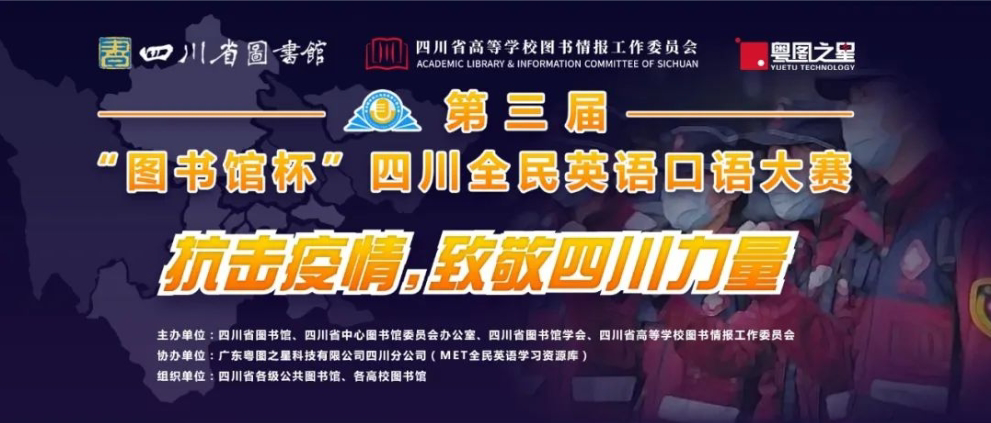 四川省圖書館
四川省高等学校图书情报工作委员会
ACADEMIC LIBRARY & INFORMATION COMMITTEE OF SICHUAN
粤图之星
YUETU TECHNOLOGY
第三届
“图书馆杯”四川全民英语口语大赛
抗击疫情,致敬四川力量
主办单位：四川省图书馆、四川省中心图书馆委员会办公室、四川省图书馆学会、四川省高等学校图书情报工作委员会
协办单位：广东粤图之星科技有限公司四川分公司（MET全民英语学习资源库）
组织单位：四川省各级公共图书馆、各高校图书馆